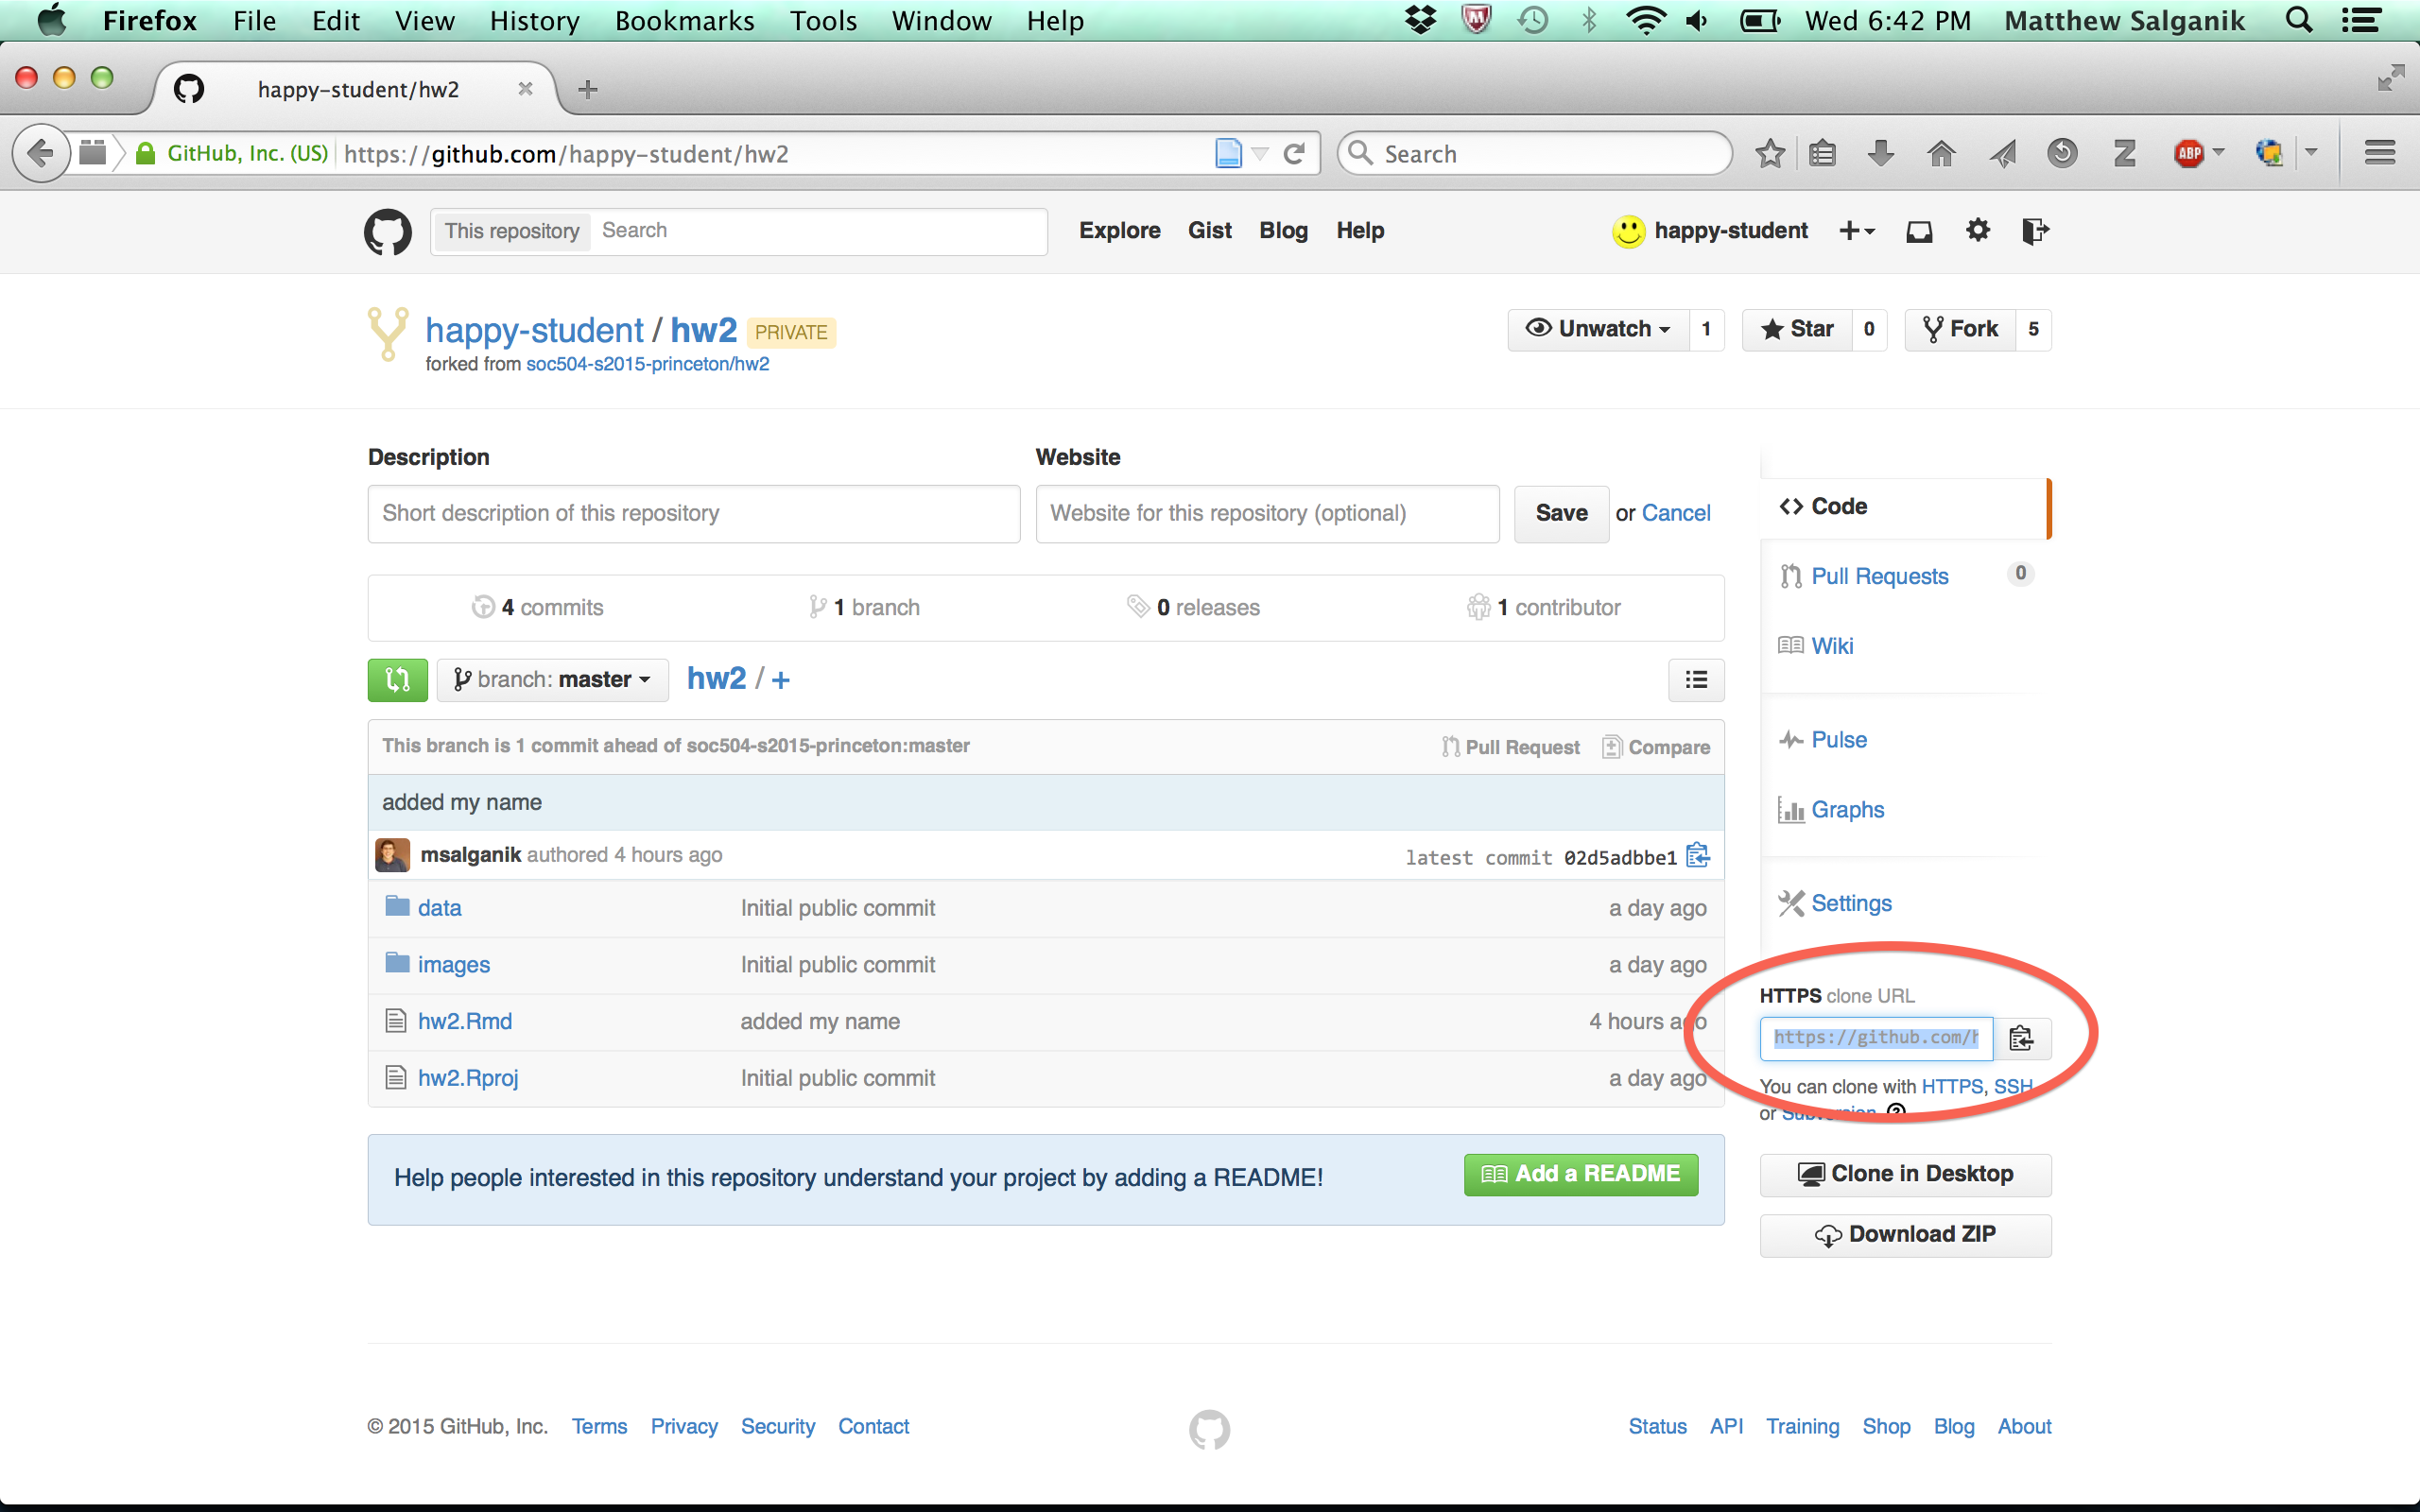 Firefox File Edit View History Bookmarks Tools Window Help Wed 6:42 PM Matthew Salganik
happy-student/hw2
GitHub, Inc. (US) https://github.com/happy-student/hw2 Search ABP
This repository Search Explore Gist Blog Help happy-student
happy-student / hw2 PRIVATE Unwatch 1 Star 0 Fork 5
forked from soc504-s2015-princeton/hw2
Description Website
Short description of this repository Website for this repository (optional) Save or Cancel
Code
Pull Requests 0
4 commits 1 branch 0 releases 1 contributor
Wiki
branch: master hw2 / +
This branch is 1 commit ahead of soc504-s2015-princeton:master Pull Request Compare
Pulse
added my name
Graphs
msalganik authored 4 hours ago latest commit 02d5adbbe1
data Initial public commit a day ago
Settings
images Initial public commit a day ago
HTTPS clone URL
hw2.Rmd added my name 4 hours ago
https://github.com/h
hw2.Rproj Initial public commit a day ago
You can clone with HTTPS, SSH,
or Subversion.
Help people interested in this repository understand your project by adding a README! Add a README
Clone in Desktop
Download ZIP
© 2015 GitHub, Inc. Terms Privacy Security Contact Status API Training Shop Blog About